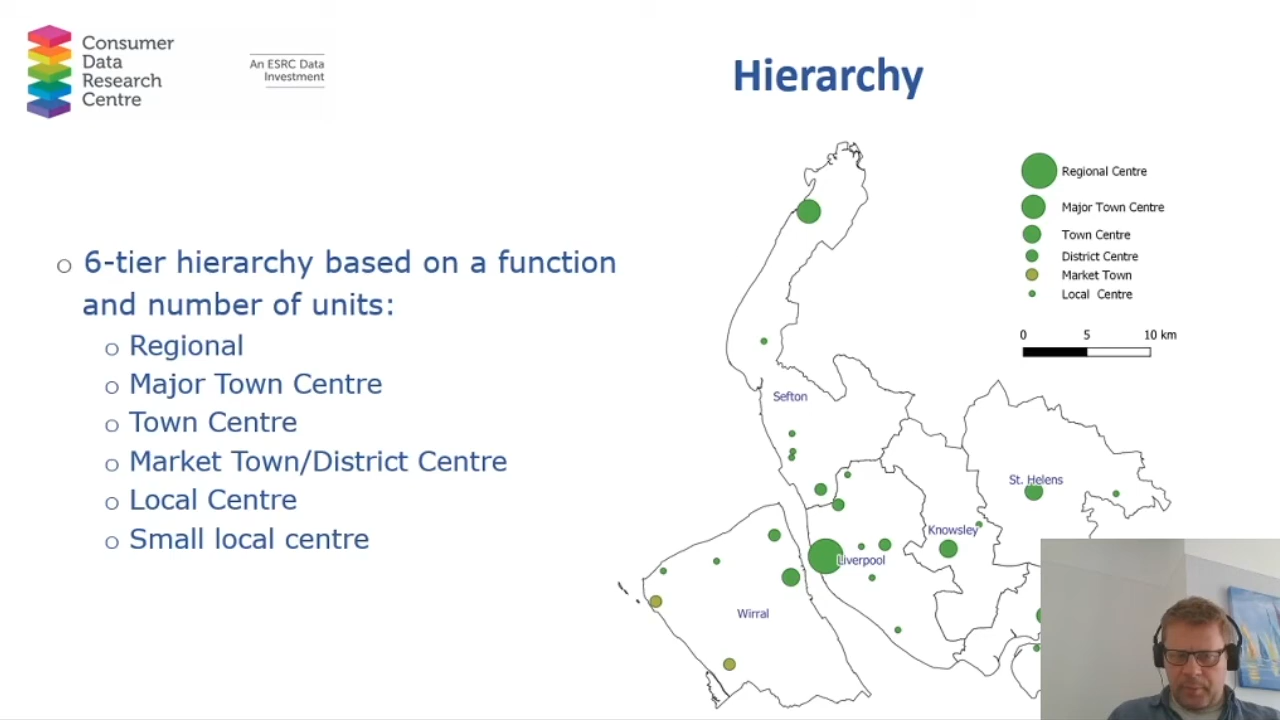 Consumer
Data
Research
Centre
An ESRC Data
Investment
Hierarchy
6-tier hierarchy based on a function
and number of units:
Regional
Major Town Centre
Town Centre
Market Town/District Centre
Local Centre
Small local centre
Regional Centre
Major Town Centre
Town Centre
District Centre
Market Town
Local Centre
0 5 10 km
Sefton
St. Helens
Knowsley
Liverpool
Wirral